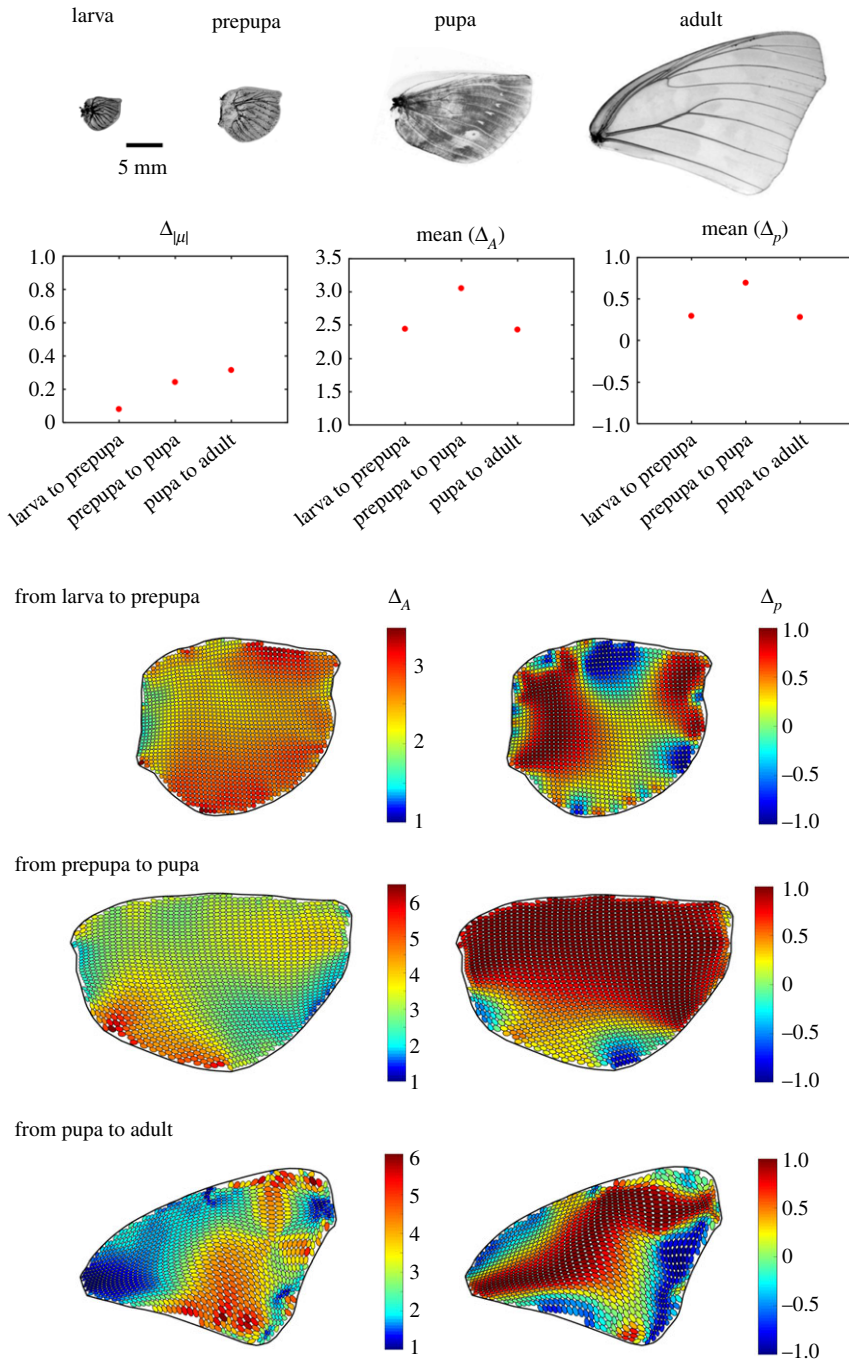 larva
prepupa
pupa
adult
5 mm
Δ|μ|
1.0
0.8
0.6
0.4
0.2
0
larva to prepupa
prepupa to pupa
pupa to adult
mean (ΔA)
3.5
3.0
2.5
2.0
1.5
1.0
larva to prepupa
prepupa to pupa
pupa to adult
mean (Δp)
1.0
0.5
0
–0.5
–1.0
larva to prepupa
prepupa to pupa
pupa to adult
from larva to prepupa
ΔA
3
2
1
Δp
1.0
0.5
0
–0.5
–1.0
from prepupa to pupa
6
5
4
3
2
1
1.0
0.5
0
–0.5
–1.0
from pupa to adult
6
5
4
3
2
1
1.0
0.5
0
–0.5
–1.0